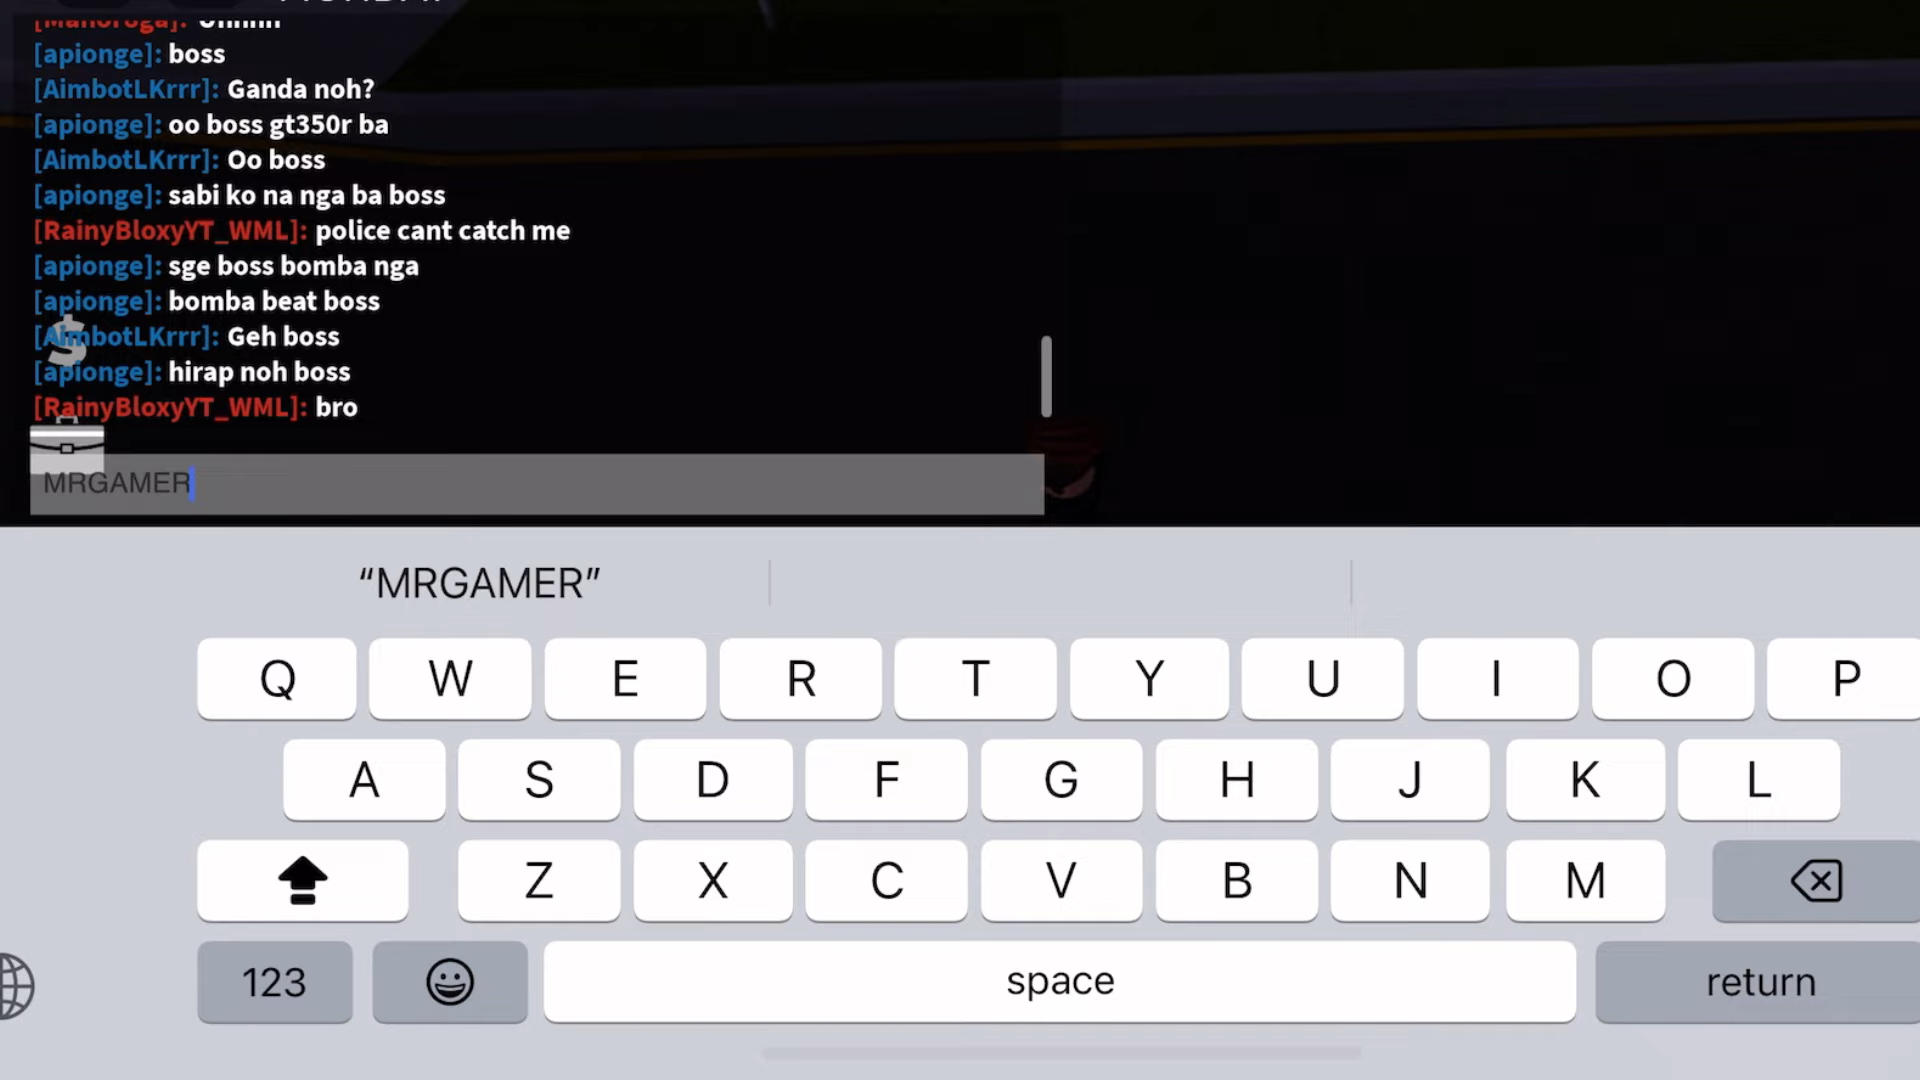 [apionge]: boss
[AimbotLKrrr]: Ganda noh?
[apionge]: oo boss gt350r ba
[AimbotLKrrr]: Oo boss
[apionge]: sabi ko na nga ba boss
[RainyBloxyYT_WML]: police cant catch me
[apionge]: sge boss bomba nga
[apionge]: bomba beat boss
[AimbotLKrrr]: Geh boss
$
[apionge]: hirap noh boss
[RainyBloxyYT_WML]: bro
MRGAMER
“MRGAMER”
Q W E R T Y U I O P
A S D F G H J K L
Z X C V B N M
123 space return